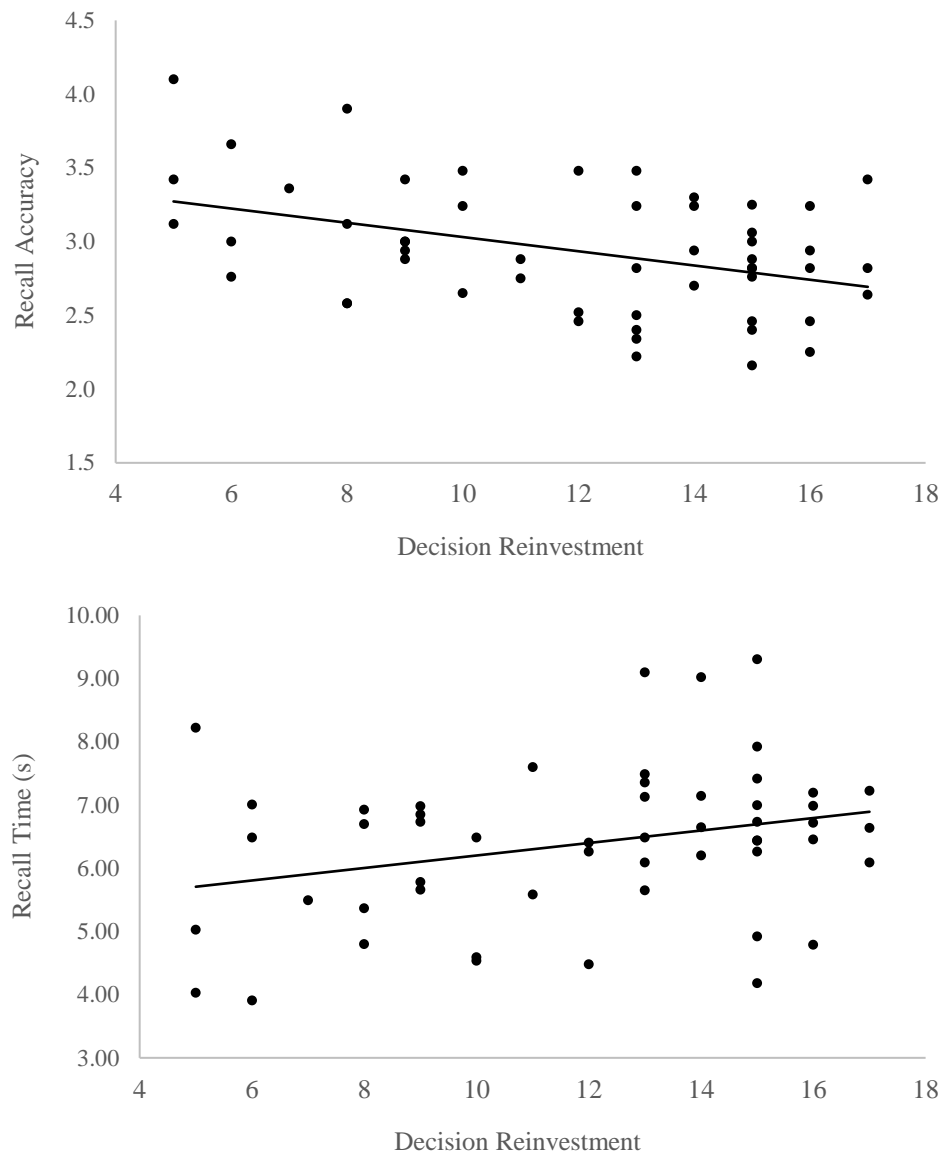 4.5
4.0
3.5
3.0
2.5
2.0
1.5
Recall Accuracy
4 6 8 10 12 14 16 18
Decision Reinvestment
10.00
9.00
8.00
7.00
6.00
5.00
4.00
3.00
Recall Time (s)
4 6 8 10 12 14 16 18
Decision Reinvestment